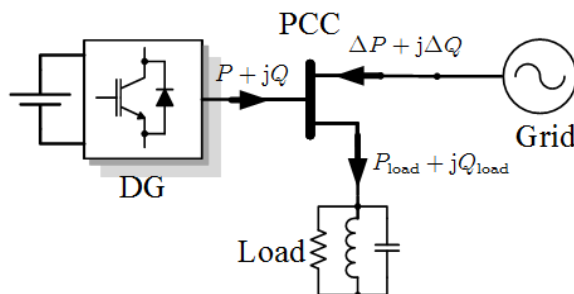 PCC
ΔP + jΔQ
P + jQ
Grid
P_load + jQ_load
DG
Load